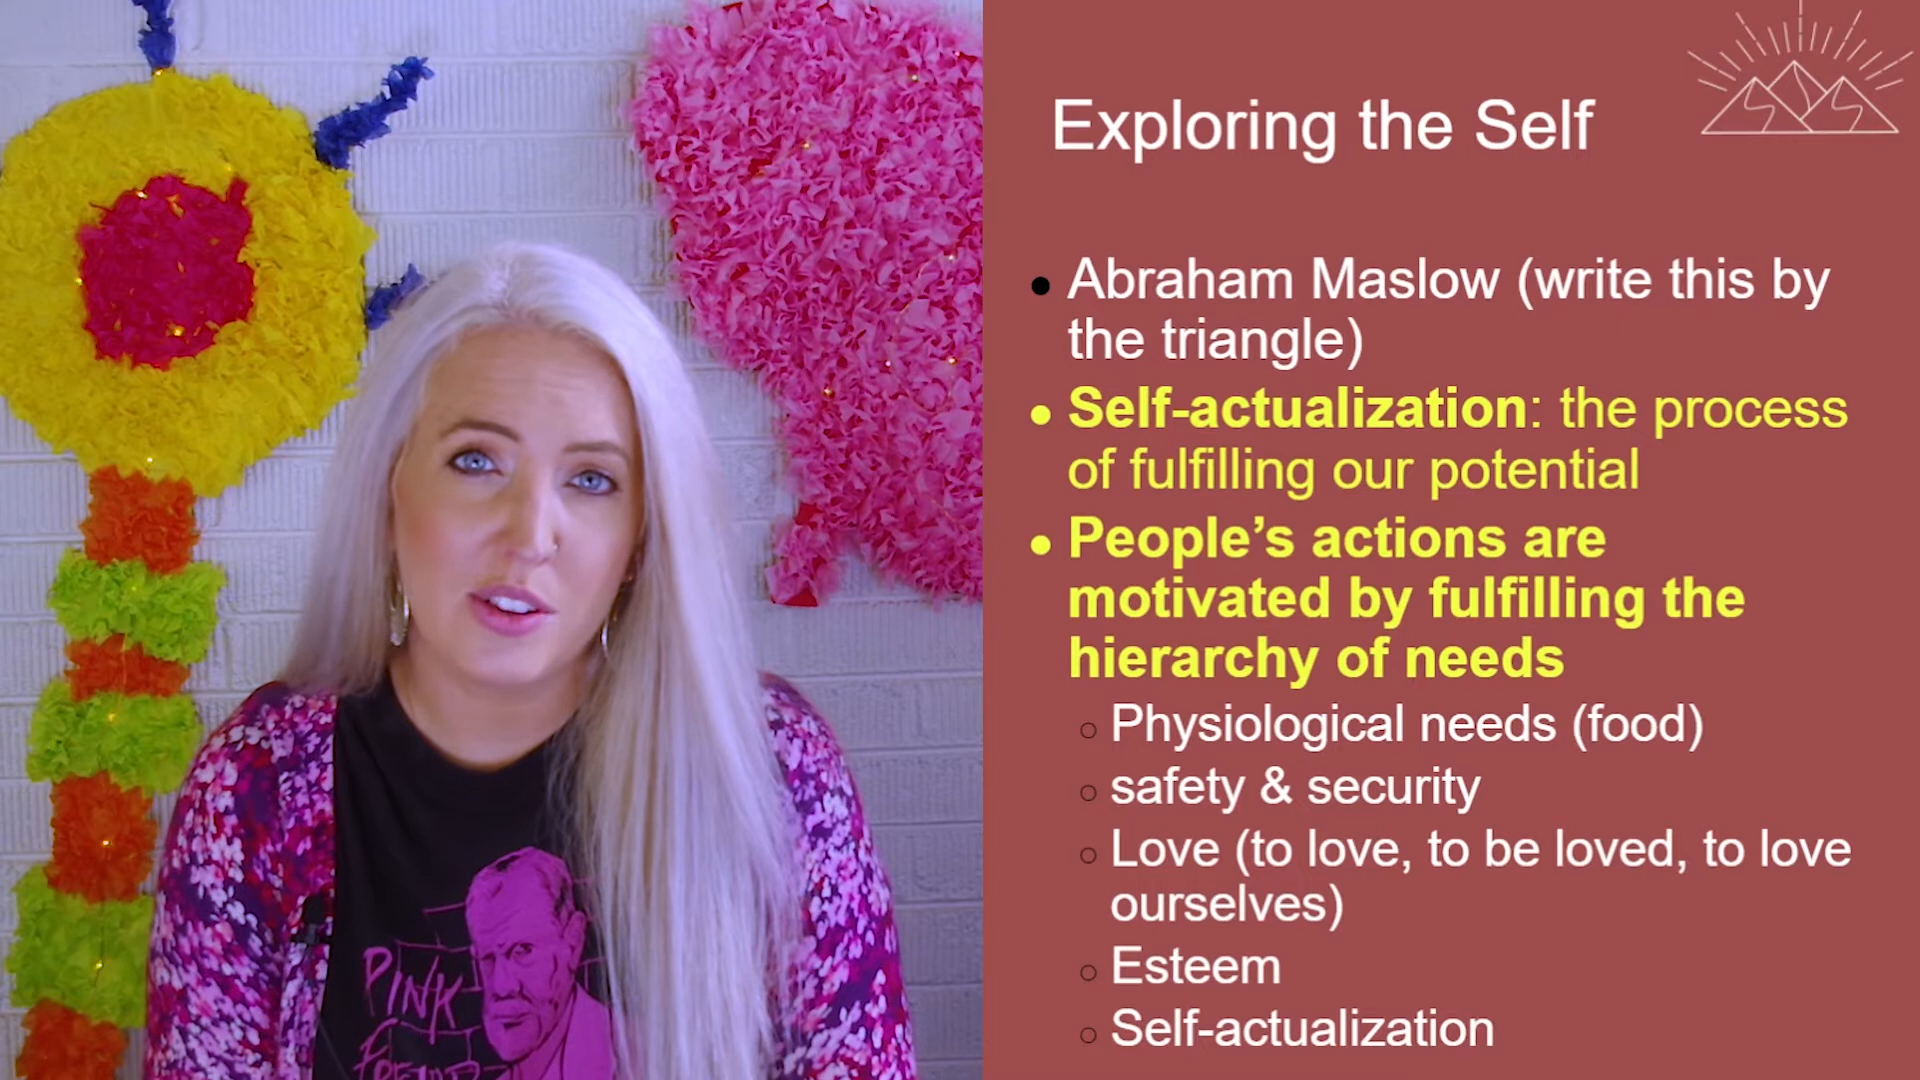 Exploring the Self
Abraham Maslow (write this by
the triangle)
Self-actualization: the process
of fulfilling our potential
People's actions are
motivated by fulfilling the
hierarchy of needs
Physiological needs (food)
safety & security
Love (to love, to be loved, to love
ourselves)
Esteem
Self-actualization
PINK
FREUD